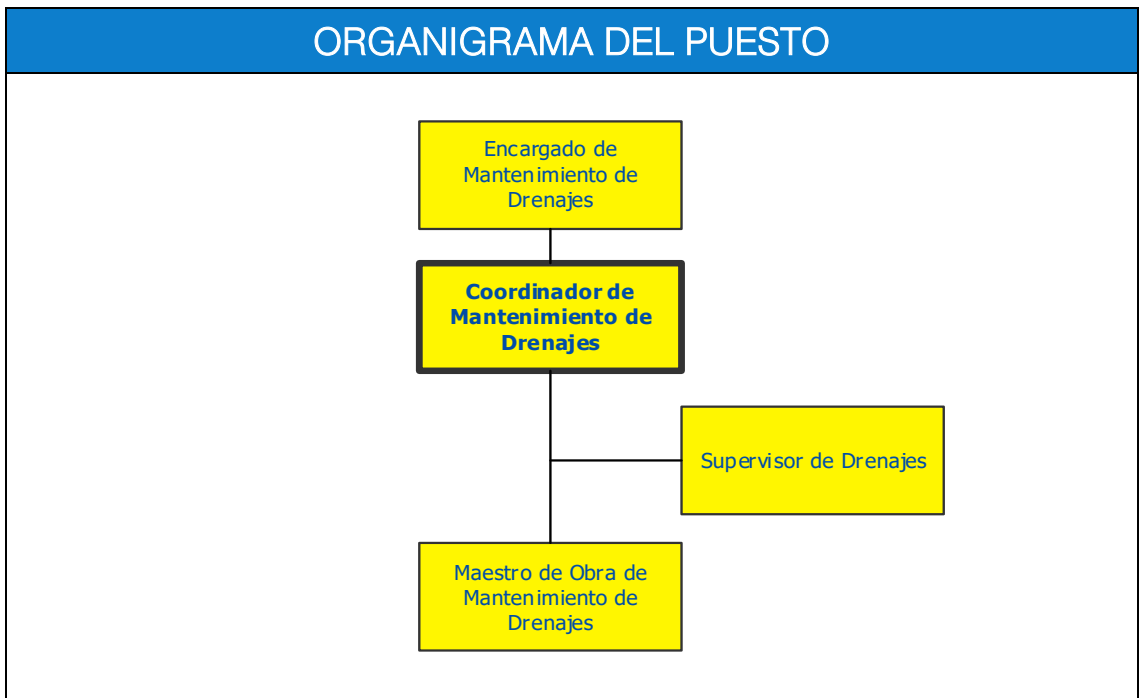 ORGANIGRAMA DEL PUESTO
Encargado de
Mantenimiento de
Drenajes
Coordinador de
Mantenimiento de
Drenajes
Supervisor de Drenajes
Maestro de Obra de
Mantenimiento de
Drenajes